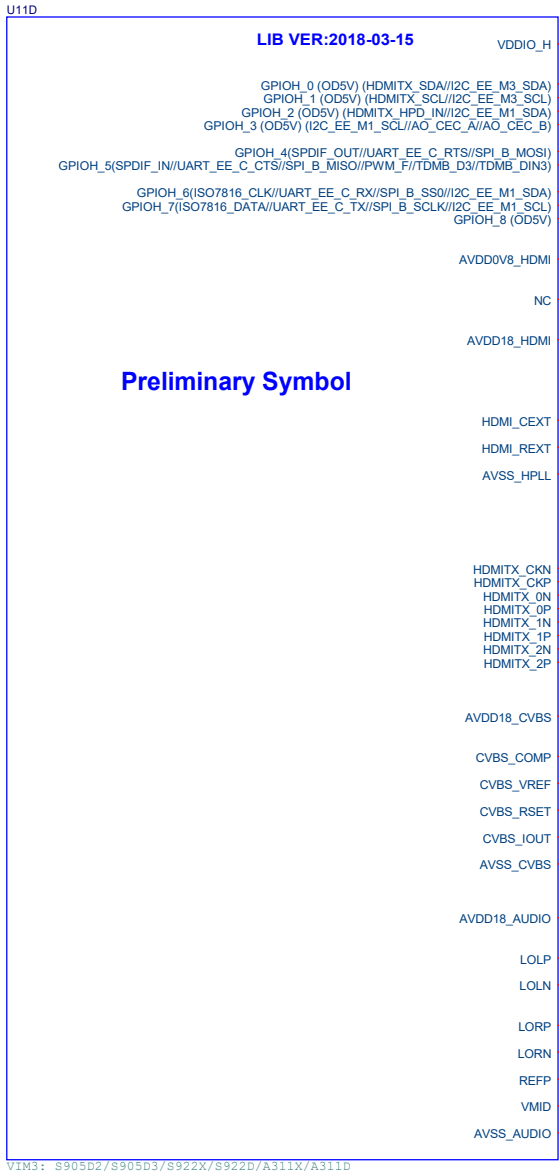 U11D
LIB VER:2018-03-15
VDDIO_H
GPIOH_0 (OD5V) (HDMITX_SDA//I2C_EE_M3_SDA)
GPIOH_1 (OD5V) (HDMITX_SCL//I2C_EE_M3_SCL)
GPIOH_2 (OD5V) (HDMITX_HPD_IN//I2C_EE_M1_SDA)
GPIOH_3 (OD5V) (I2C_EE_M1_SCL//AO_CEC_A//AO_CEC_B)
GPIOH_4(SPDIF_OUT//UART_EE_C_RTS//SPI_B_MOSI)
GPIOH_5(SPDIF_IN//UART_EE_C_CTS//SPI_B_MISO//PWM_F//TDMB_D3//TDMB_DIN3)
GPIOH_6(ISO7816_CLK//UART_EE_C_RX//SPI_B_SS0//I2C_EE_M1_SDA)
GPIOH_7(ISO7816_DATA//UART_EE_C_TX//SPI_B_SCLK//I2C_EE_M1_SCL)
GPIOH_8 (OD5V)
AVDD0V8_HDMI
NC
AVDD18_HDMI
Preliminary Symbol
HDMI_CEXT
HDMI_REXT
AVSS_HPLL
HDMITX_CKN
HDMITX_CKP
HDMITX_0N
HDMITX_0P
HDMITX_1N
HDMITX_1P
HDMITX_2N
HDMITX_2P
AVDD18_CVBS
CVBS_COMP
CVBS_VREF
CVBS_RSET
CVBS_IOUT
AVSS_CVBS
AVDD18_AUDIO
LOLP
LOLN
LORP
LORN
REFP
VMID
AVSS_AUDIO
VIM3: S905D2/S905D3/S922X/S922D/A311X/A311D